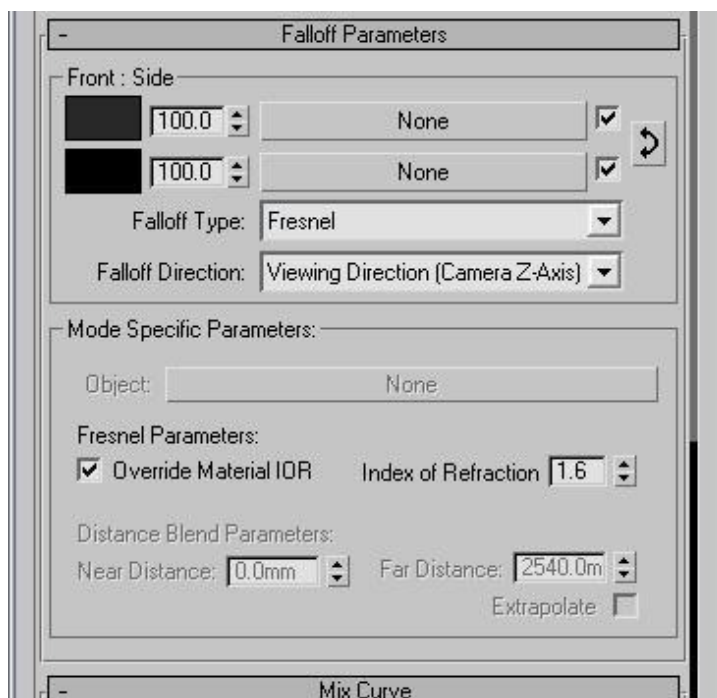 - Falloff Parameters
Front : Side
100.0 None
100.0 None
Falloff Type: Fresnel
Falloff Direction: Viewing Direction (Camera Z-Axis)
Mode Specific Parameters:
Object: None
Fresnel Parameters:
Override Material IOR Index of Refraction 1.6
Distance Blend Parameters:
Near Distance: 0.0mm Far Distance: 2540.0m
Extrapolate
- Mix Curve